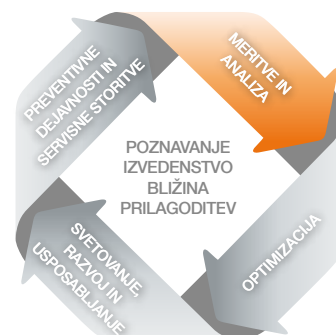 PREVENTIVNE
DEJAVNOSTI IN
SERVISNE STORITVE
MERITVE IN
ANALIZA
POZNAVANJE
IZVEDENSTVO
BLIŽINA
PRILAGODITEV
OPTIMIZACIJA
SVETOVANJE,
RAZVOJ IN
USPOSABLJANJE